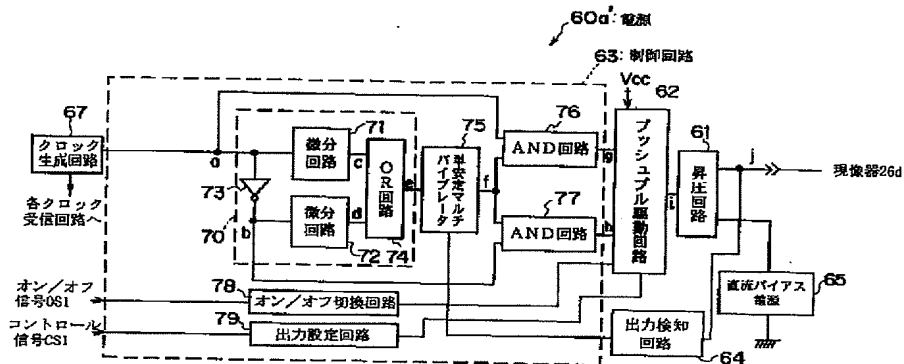 60a':電源
63:制御回路
Vcc
62
67
クロック
生成回路
各クロック
受信回路へ
a
73
70
b
71
微分
回路
c
微分
回路
72
d
OR回路
74
e
75
単安定マルチ
バイブレータ
f
76
AND回路
g
77
AND回路
h
プッシュプル駆動回路
i
61
昇圧回路
j
現像器26d
直流バイアス
電源
65
オン/オフ
信号OS1
78
オン/オフ切換回路
コントロール
信号CS1
79
出力設定回路
出力検知
回路
64